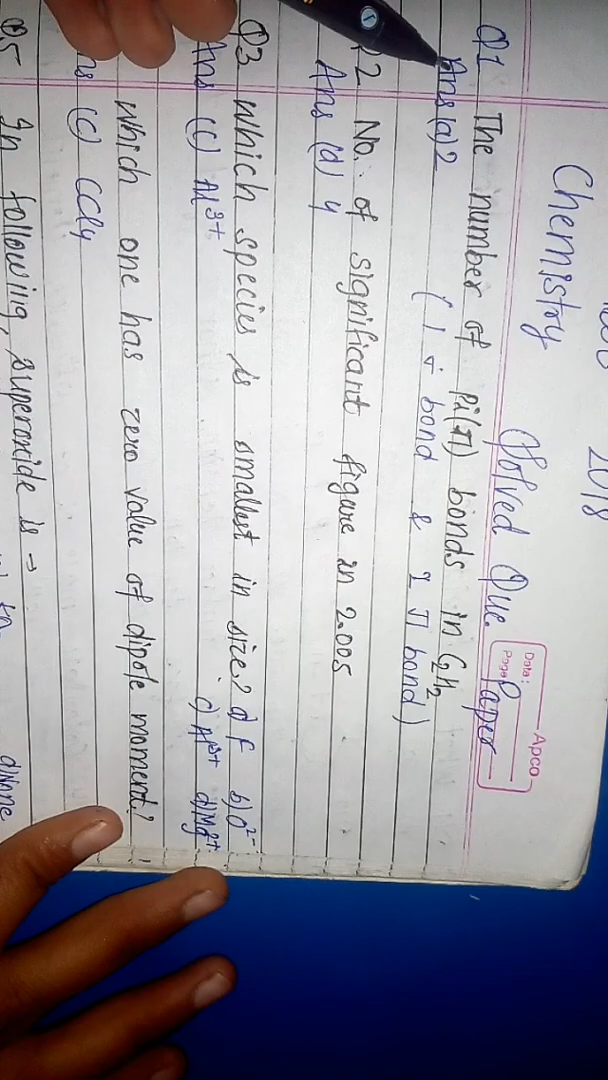 2018
Chemistry Solved Que Paper
Apco
Date:
Page
Q1 The number of pi(π) bonds in C2H2
Ans (a) 2 ( 1 σ bond & 2 π bond)
2 No. of significant figure in 2.005
Ans (d) 4
Q3 which species is smallest in size? a) F b) O²⁻
Ans (c) Al³⁺ c) Al³⁺ d) Mg²⁺
which one has zero value of dipole moment?
ns (c) CCl4
Q5 In following, superoxide is →
d) None